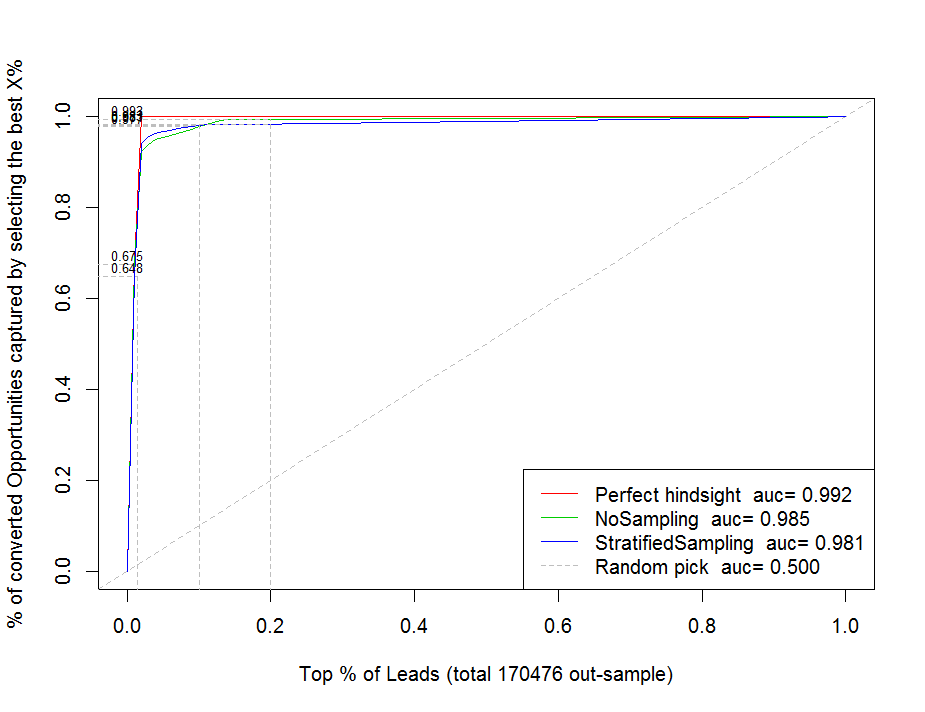 % of converted Opportunities captured by selecting the best X%
1.0
0.8
0.6
0.4
0.2
0.0
0.993
0.675
0.648
Perfect hindsight auc= 0.992
NoSampling auc= 0.985
StratifiedSampling auc= 0.981
Random pick auc= 0.500
0.0 0.2 0.4 0.6 0.8 1.0
Top % of Leads (total 170476 out-sample)